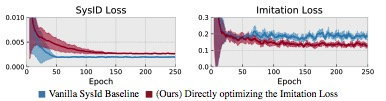 SysID Loss
0.010
0.005
0.000
0 50 100 150 200 250
Epoch
Imitation Loss
0.3
0.2
0.1
0.0
0 50 100 150 200 250
Epoch
Vanilla SysId Baseline (Ours) Directly optimizing the Imitation Loss